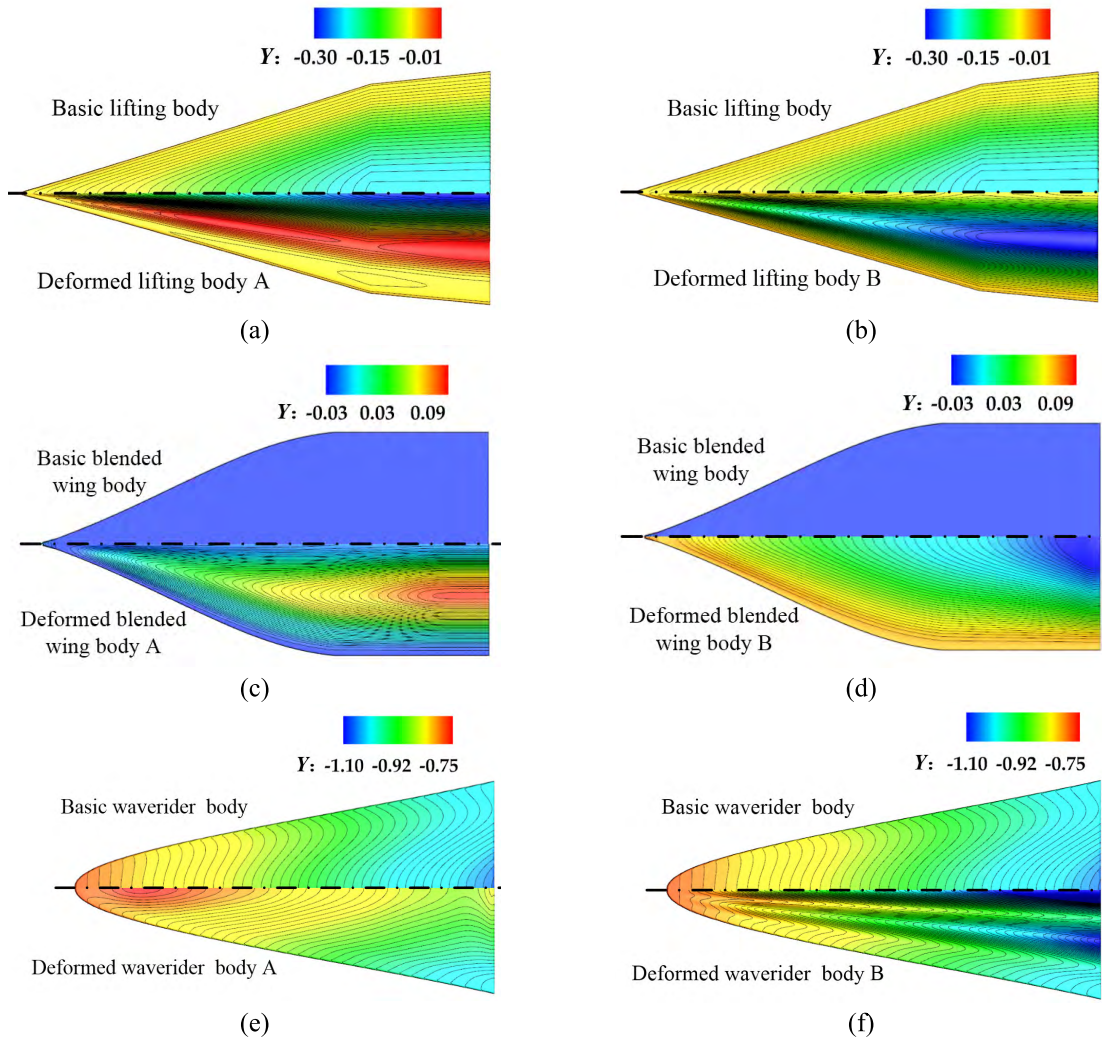 Y: -0.30 -0.15 -0.01
Basic lifting body
Deformed lifting body A
(a)
Y: -0.30 -0.15 -0.01
Basic lifting body
Deformed lifting body B
(b)
Y: -0.03 0.03 0.09
Basic blended
wing body
Deformed blended
wing body A
(c)
Y: -0.03 0.03 0.09
Basic blended
wing body
Deformed blended
wing body B
(d)
Y: -1.10 -0.92 -0.75
Basic waverider body
Deformed waverider body A
(e)
Y: -1.10 -0.92 -0.75
Basic waverider body
Deformed waverider body B
(f)